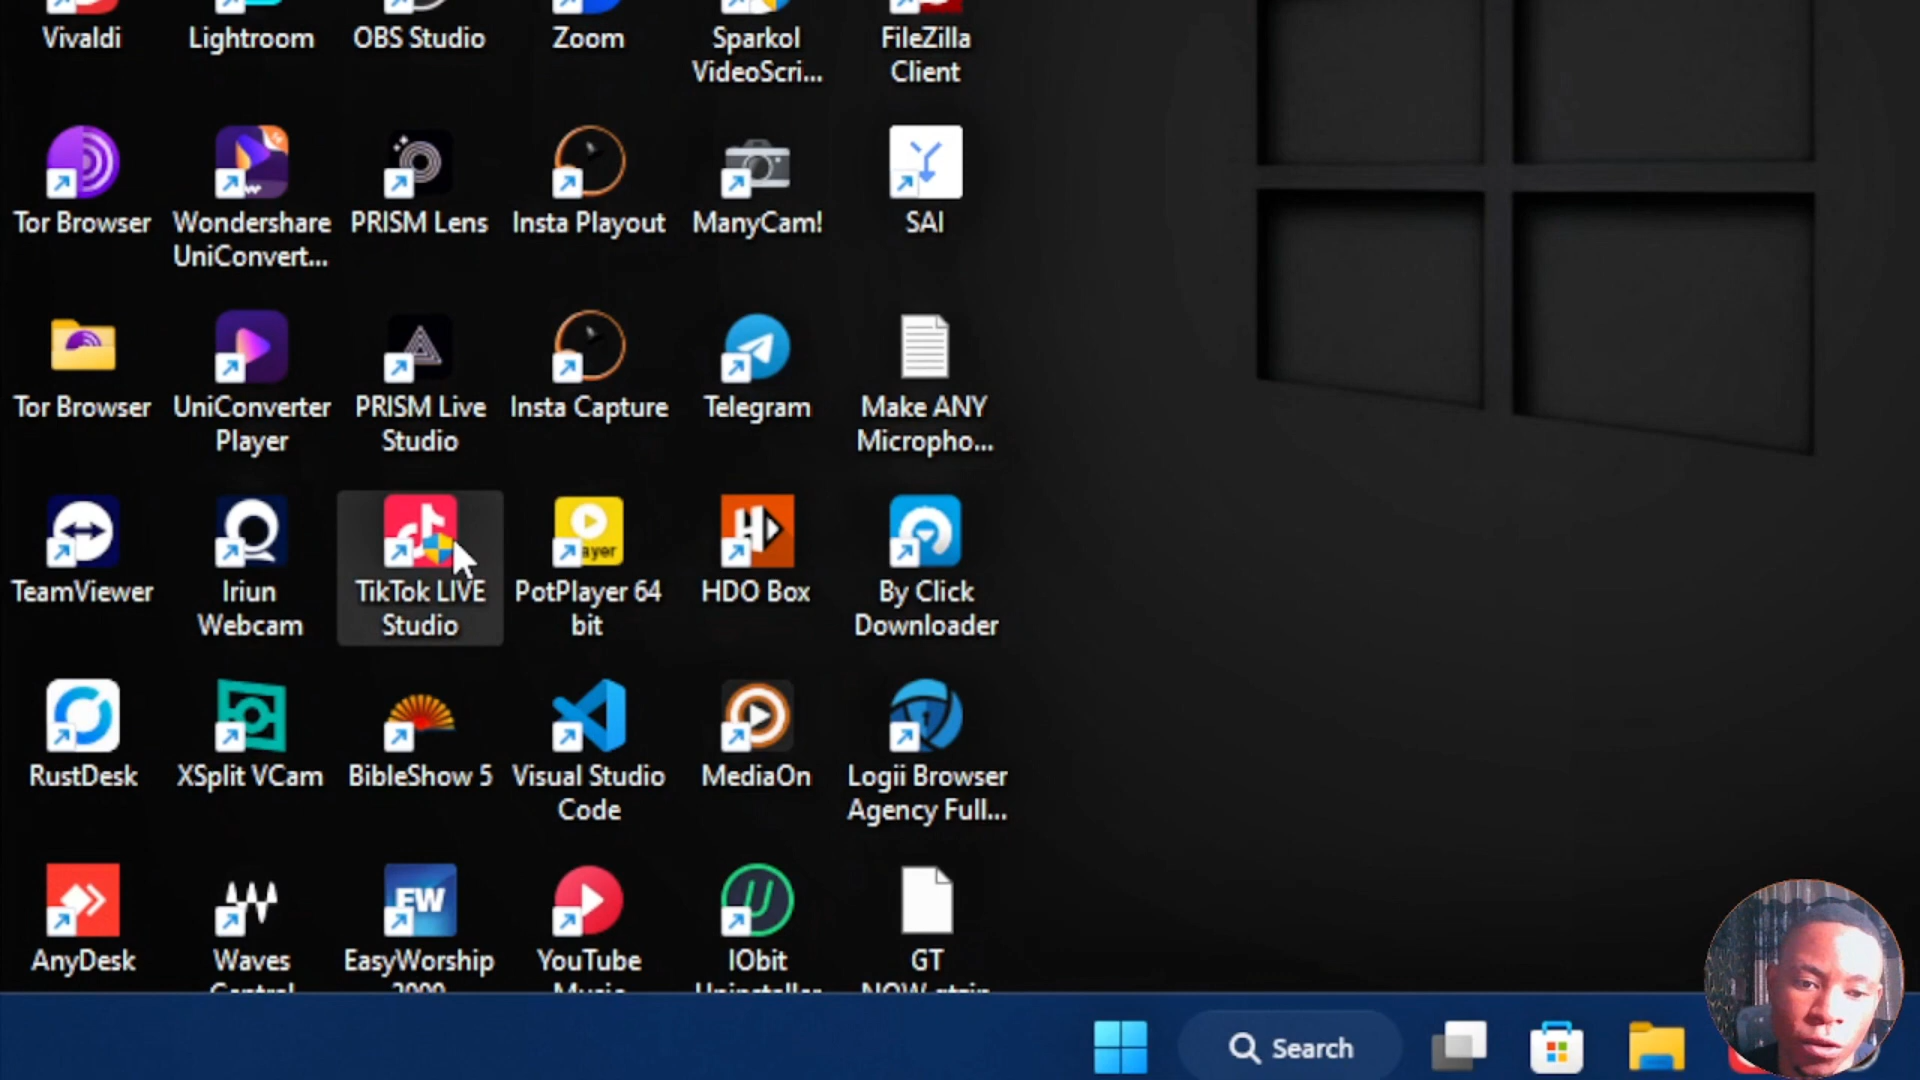 Vivaldi
Lightroom
OBS Studio
Zoom
Sparkol
VideoScri...
FileZilla
Client
Tor Browser
Wondershare
UniConvert...
PRISM Lens
Insta Playout
ManyCam!
SAI
Tor Browser
UniConverter
Player
PRISM Live
Studio
Insta Capture
Telegram
Make ANY
Micropho...
TeamViewer
Iriun
Webcam
TikTok LIVE
Studio
PotPlayer 64
bit
HDO Box
By Click
Downloader
RustDesk
XSplit VCam
BibleShow 5
Visual Studio
Code
MediaOn
Logii Browser
Agency Full...
AnyDesk
Waves
EW
EasyWorship
YouTube
IObit
GT
Search